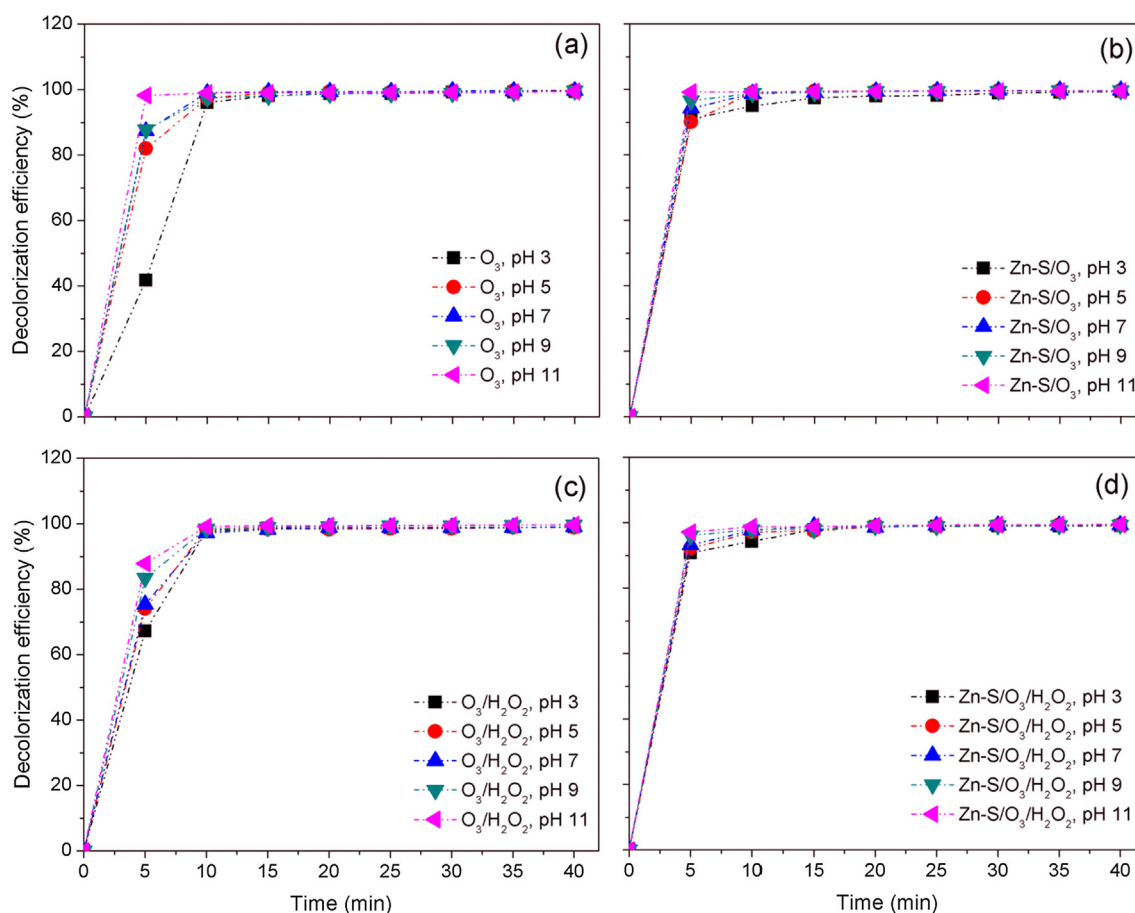 (a)
Decolorization efficiency (%)
120
100
80
60
40
20
0
O3, pH 3
O3, pH 5
O3, pH 7
O3, pH 9
O3, pH 11
(b)
Zn-S/O3, pH 3
Zn-S/O3, pH 5
Zn-S/O3, pH 7
Zn-S/O3, pH 9
Zn-S/O3, pH 11
(c)
Decolorization efficiency (%)
120
100
80
60
40
20
0
O3/H2O2, pH 3
O3/H2O2, pH 5
O3/H2O2, pH 7
O3/H2O2, pH 9
O3/H2O2, pH 11
0 5 10 15 20 25 30 35 40
Time (min)
(d)
Zn-S/O3/H2O2, pH 3
Zn-S/O3/H2O2, pH 5
Zn-S/O3/H2O2, pH 7
Zn-S/O3/H2O2, pH 9
Zn-S/O3/H2O2, pH 11
0 5 10 15 20 25 30 35 40
Time (min)